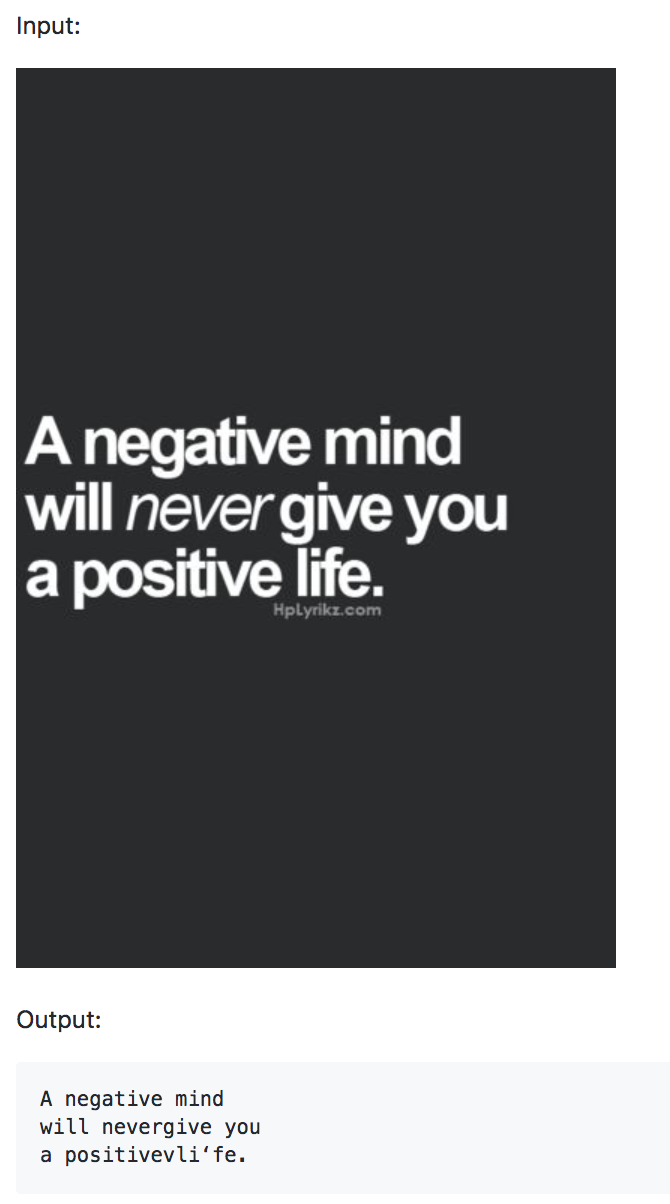 Input:
A negative mind
will never give you
a positive life.
HpLyrikz.com
Output:
A negative mind
will nevergive you
a positivevli‘fe.